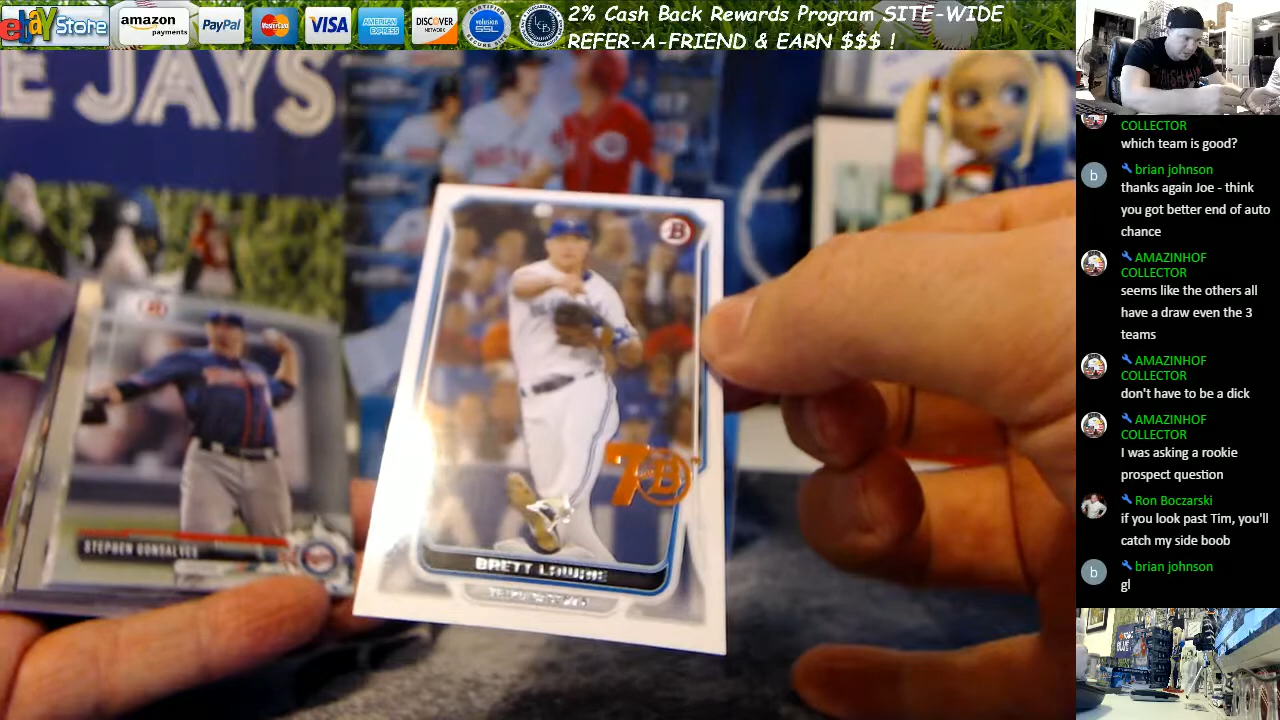 ebay Store
amazon
payments
PayPal
MasterCard
VISA
AMERICAN
EXPRESS
DISCOVER
NETWORK
2% Cash Back Rewards Program SITE-WIDE
REFER-A-FRIEND & EARN $$$ !
E JAYS
STEPHEN GONSALVES
B
70
B
BRETT LAWRIE
COLLECTOR
which team is good?
b
brian johnson
thanks again Joe - think
you got better end of auto
chance
AMAZINHOF
COLLECTOR
seems like the others all
have a draw even the 3
teams
AMAZINHOF
COLLECTOR
don't have to be a dick
AMAZINHOF
COLLECTOR
I was asking a rookie
prospect question
Ron Boczarski
if you look past Tim, you'll
catch my side boob
b
brian johnson
gl